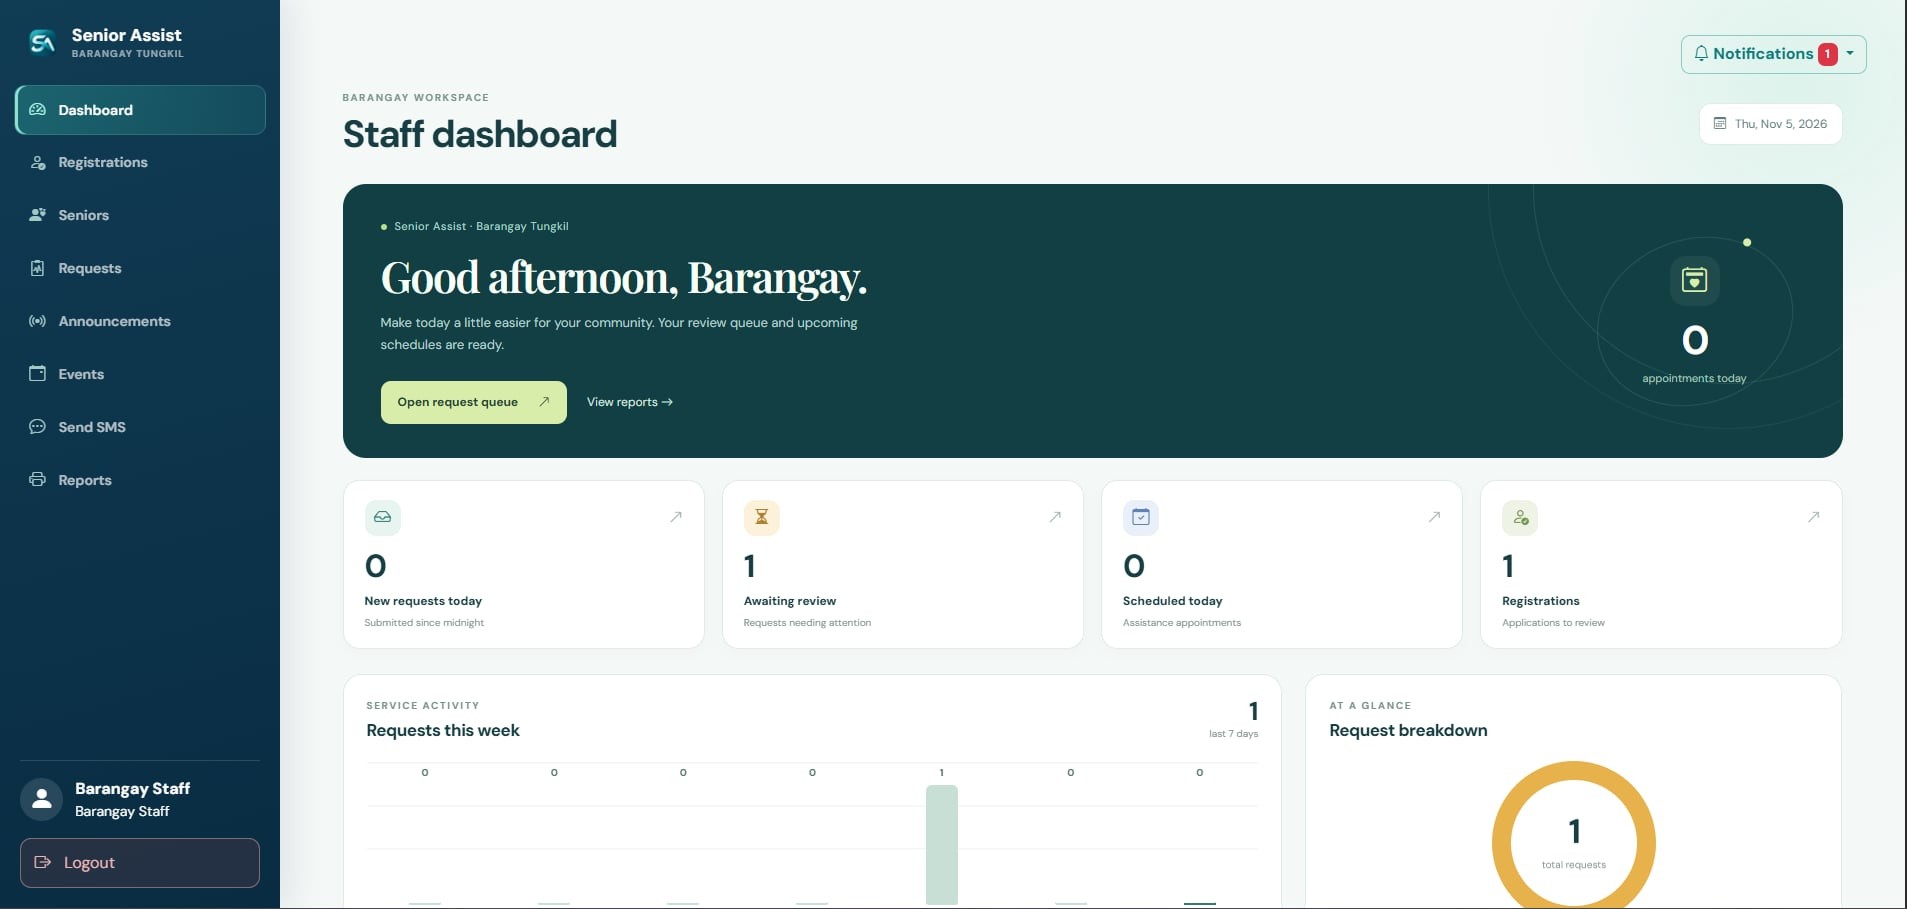 Senior Assist
BARANGAY TUNGKIL
Dashboard
Registrations
Seniors
Requests
Announcements
Events
Send SMS
Reports
Barangay Staff
Barangay Staff
Logout
Notifications 1
BARANGAY WORKSPACE
Staff dashboard
Thu, Nov 5, 2026
Senior Assist · Barangay Tungkil
Good afternoon, Barangay.
Make today a little easier for your community. Your review queue and upcoming
schedules are ready.
Open request queue
View reports →
0
appointments today
0
New requests today
Submitted since midnight
1
Awaiting review
Requests needing attention
0
Scheduled today
Assistance appointments
1
Registrations
Applications to review
SERVICE ACTIVITY
Requests this week
1
last 7 days
0 0 0 0 1 0 0
AT A GLANCE
Request breakdown
1
total requests